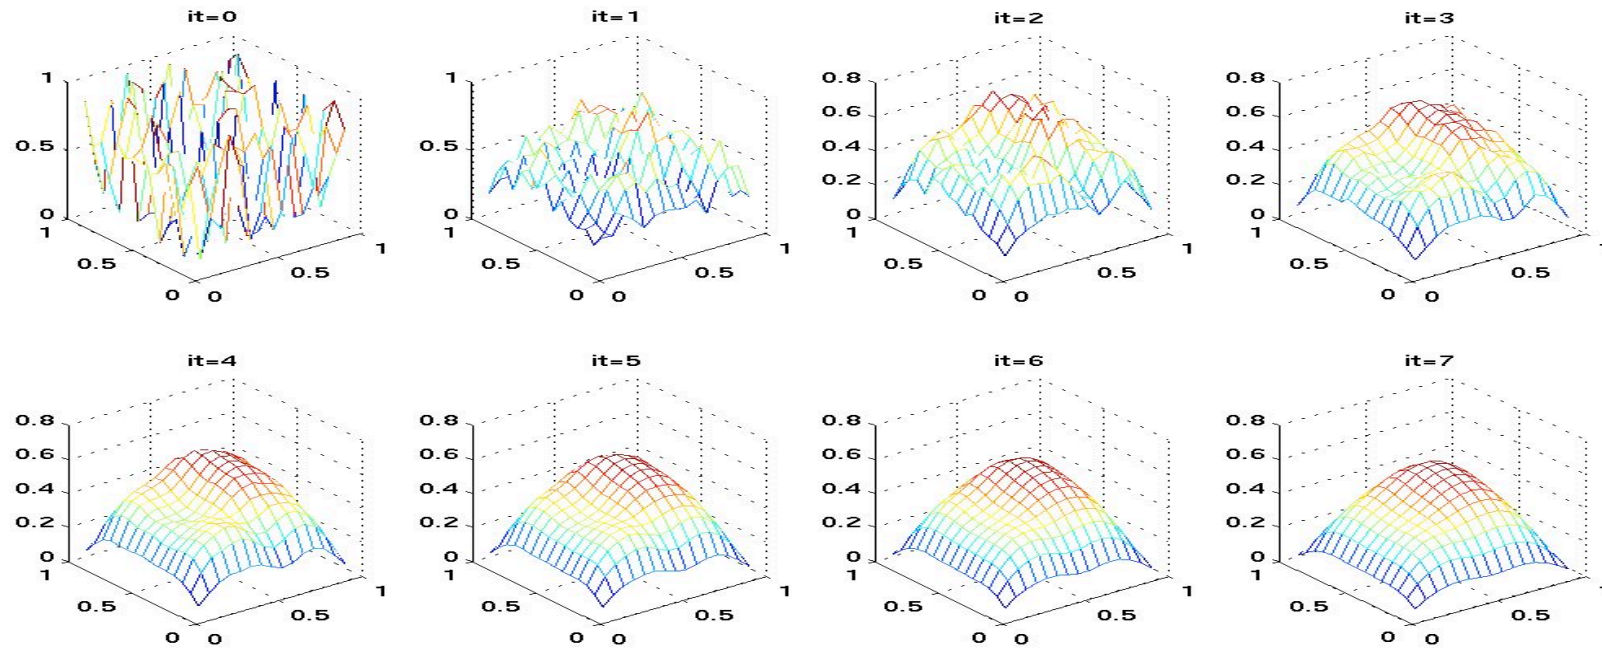 it=0 it=1 it=2 it=3
1 1 0.8 0.8
0.6 0.6
0.5 0.5 0.4 0.4
0.2 0.2
0 0 0 0
1 1 1 1 1 1 1
0.5 0.5 0.5 0.5 0.5 0.5 0.5 0.5
0 0 0 0 0 0 0 0
it=4 it=5 it=6 it=7
0.8 0.8 0.8 0.8
0.6 0.6 0.6 0.6
0.4 0.4 0.4 0.4
0.2 0.2 0.2 0.2
0 0 0 0
1 1 1 1 1 1 1
0.5 0.5 0.5 0.5 0.5 0.5 0.5 0.5
0 0 0 0 0 0 0 0